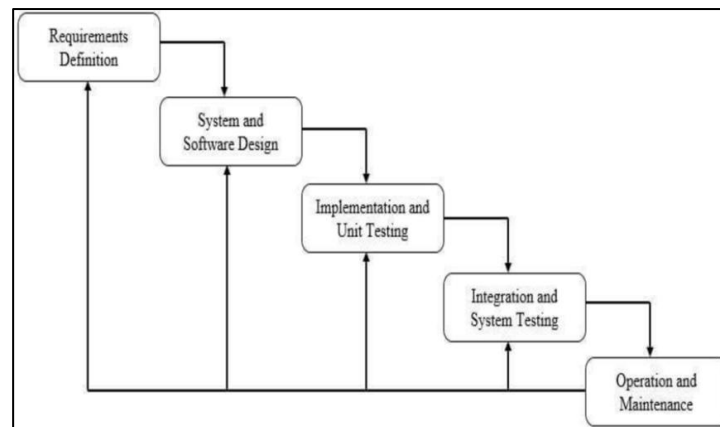 Requirements
Definition
System and
Software Design
Implementation and
Unit Testing
Integration and
System Testing
Operation and
Maintenance